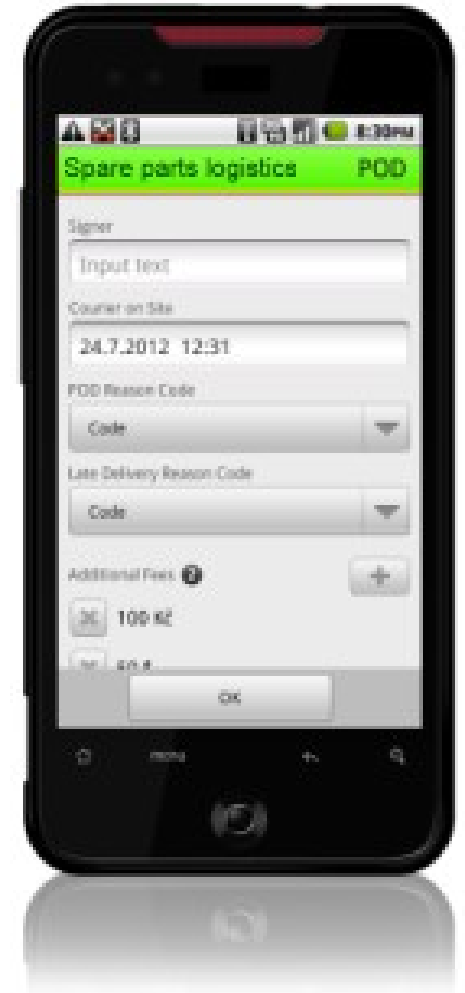 8:30PM
Spare parts logistics POD
Signer
Input text
Courier on Site
24.7.2012 12:31
POD Reason Code
Code
Late Delivery Reason Code
Code
Additional Fees ?
100 Kč
OK
menu